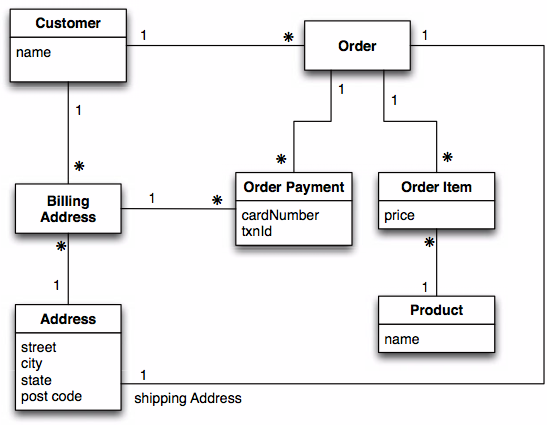 Customer
name
1
*
Order
1
1
1
1
*
*
*
Billing
Address
1
*
Order Payment
cardNumber
txnId
Order Item
price
*
1
*
1
Product
name
Address
street
city
state
post code
1
shipping Address